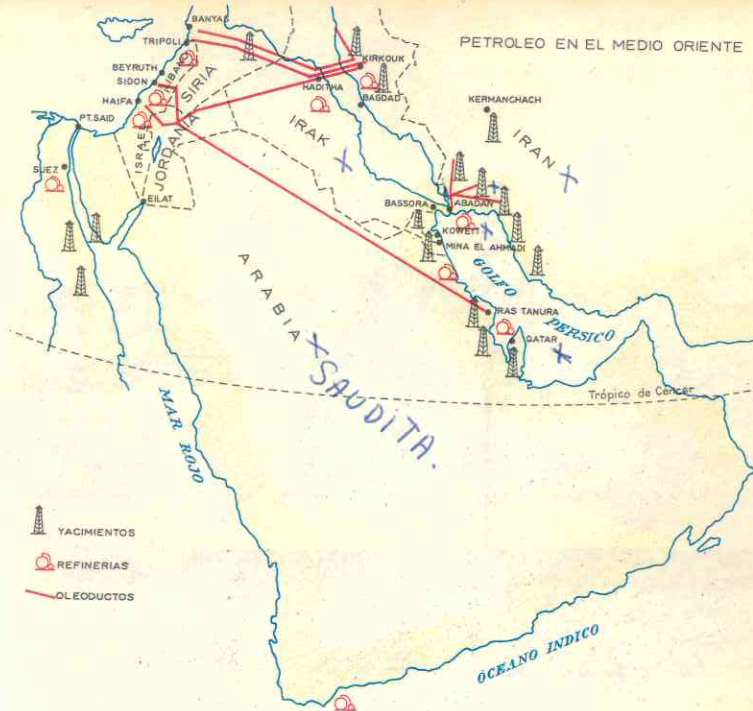 PETROLEO EN EL MEDIO ORIENTE
BANYAS
TRIPOLI
BEYRUTH
SIDON
HAIFA
PT.SAID
SUEZ
EILAT
LIBANO
SIRIA
ISRAEL
JORDANIA
HADITHA
KIRKOUK
BAGDAD
IRAK
KERMANCHACH
IRAN
BASSORA
ABADAN
KOWEIT
MINA EL AHMADI
GOLFO
PERSICO
RAS TANURA
QATAR
ARABIA
SAUDITA.
Trópico de Cáncer
MAR ROJO
YACIMIENTOS
REFINERIAS
OLEODUCTOS
OCEANO INDICO